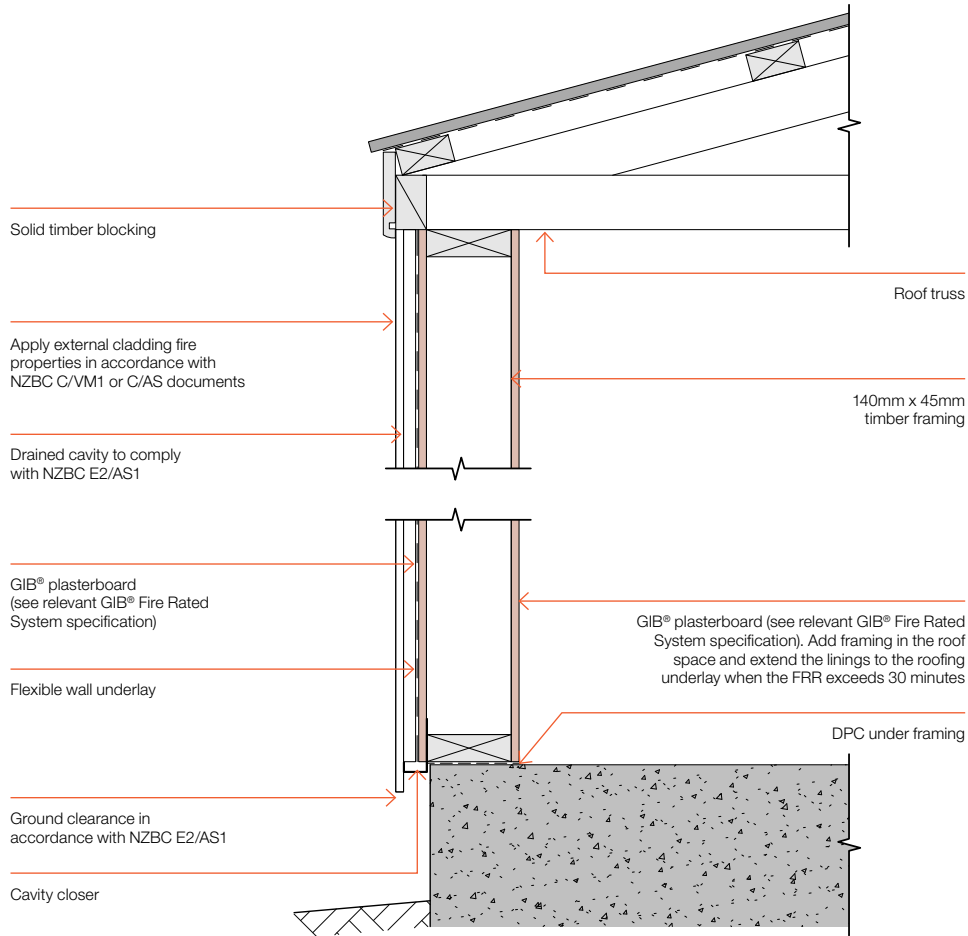 Solid timber blocking
Roof truss
Apply external cladding fire
properties in accordance with
NZBC C/VM1 or C/AS documents
140mm x 45mm
timber framing
Drained cavity to comply
with NZBC E2/AS1
GIB® plasterboard
(see relevant GIB® Fire Rated
System specification)
GIB® plasterboard (see relevant GIB® Fire Rated
System specification). Add framing in the roof
space and extend the linings to the roofing
underlay when the FRR exceeds 30 minutes
Flexible wall underlay
DPC under framing
Ground clearance in
accordance with NZBC E2/AS1
Cavity closer